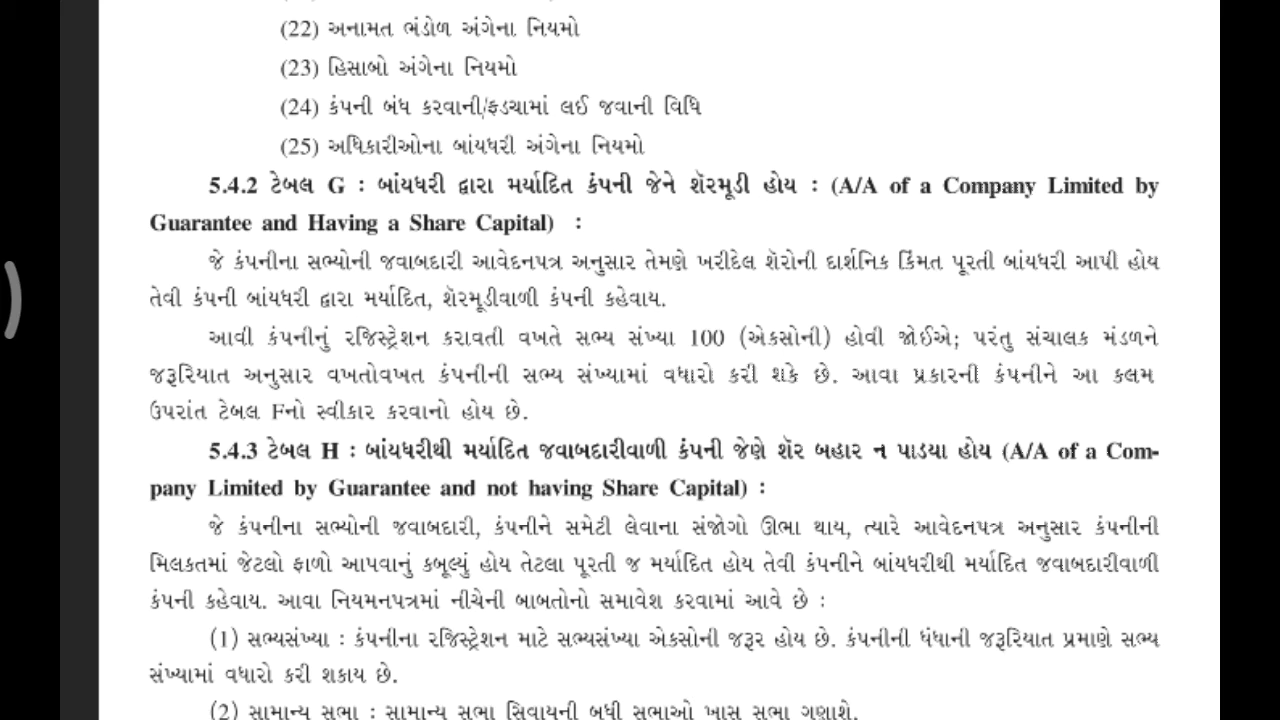 (22) અનામત ભંડોળ અંગેના નિયમો
(23) હિસાબો અંગેના નિયમો
(24) કંપની બંધ કરવાની/ફડચામાં લઈ જવાની વિધિ
(25) અધિકારીઓના બાંયધરી અંગેના નિયમો
5.4.2 ટેબલ G : બાંયધરી દ્વારા મર્યાદિત કંપની જેને શૅરમૂડી હોય : (A/A of a Company Limited by
Guarantee and Having a Share Capital) :
જે કંપનીના સભ્યોની જવાબદારી આવેદનપત્ર અનુસાર તેમણે ખરીદેલ શૅરોની દાર્શનિક કિંમત પૂરતી બાંયધરી આપી હોય
તેવી કંપની બાંયધરી દ્વારા મર્યાદિત, શૅરમૂડીવાળી કંપની કહેવાય.
આવી કંપનીનું રજિસ્ટ્રેશન કરાવતી વખતે સભ્ય સંખ્યા 100 (એકસોની) હોવી જોઈએ; પરંતુ સંચાલક મંડળને
જરૂરિયાત અનુસાર વખતોવખત કંપનીની સભ્ય સંખ્યામાં વધારો કરી શકે છે. આવા પ્રકારની કંપનીને આ કલમ
ઉપરાંત ટેબલ Fનો સ્વીકાર કરવાનો હોય છે.
5.4.3 ટેબલ H : બાંયધરીથી મર્યાદિત જવાબદારીવાળી કંપની જેણે શૅર બહાર ન પાડયા હોય (A/A of a Com-
pany Limited by Guarantee and not having Share Capital) :
જે કંપનીના સભ્યોની જવાબદારી, કંપનીને સમેટી લેવાના સંજોગો ઊભા થાય, ત્યારે આવેદનપત્ર અનુસાર કંપનીની
મિલકતમાં જેટલો ફાળો આપવાનું કબૂલ્યું હોય તેટલા પૂરતી જ મર્યાદિત હોય તેવી કંપનીને બાંયધરીથી મર્યાદિત જવાબદારીવાળી
કંપની કહેવાય. આવા નિયમનપત્રમાં નીચેની બાબતોનો સમાવેશ કરવામાં આવે છે :
(1) સભ્યસંખ્યા : કંપનીના રજિસ્ટ્રેશન માટે સભ્યસંખ્યા એકસોની જરૂર હોય છે. કંપનીની ધંધાની જરૂરિયાત પ્રમાણે સભ્ય
સંખ્યામાં વધારો કરી શકાય છે.
(2) સામાન્ય સભા : સામાન્ય સભા સિવાયની બધી સભાઓ ખાસ સભા ગણાશે.